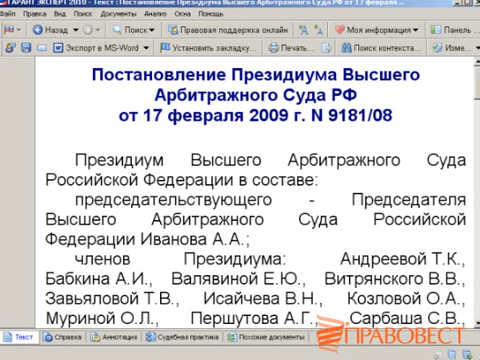 ГАРАНТ ЭКСПЕРТ 2010 - Текст : Постановление Президиума Высшего Арбитражного Суда РФ от 17 февраля ...
Файл Правка Вид Поиск Документы Анализ Окна Помощь
Назад Поиск Правовая поддержка онлайн Моя информация Панель ...
Экспорт в MS-Word Установить закладку... Поиск контекста... Изме...
Постановление Президиума Высшего
Арбитражного Суда РФ
от 17 февраля 2009 г. N 9181/08
Президиум Высшего Арбитражного Суда
Российской Федерации в составе:
председательствующего - Председателя
Высшего Арбитражного Суда Российской
Федерации Иванова А.А.;
членов Президиума: Андреевой Т.К.,
Бабкина А.И., Валявиной Е.Ю., Витрянского В.В.,
Завьяловой Т.В., Исайчева В.Н., Козловой О.А.,
Муриной О.Л., Першутова А.Г., Сарбаша С.В.,
ПРАВОВЕСТ
Текст Справка Аннотация Судебная практика Похожие документы